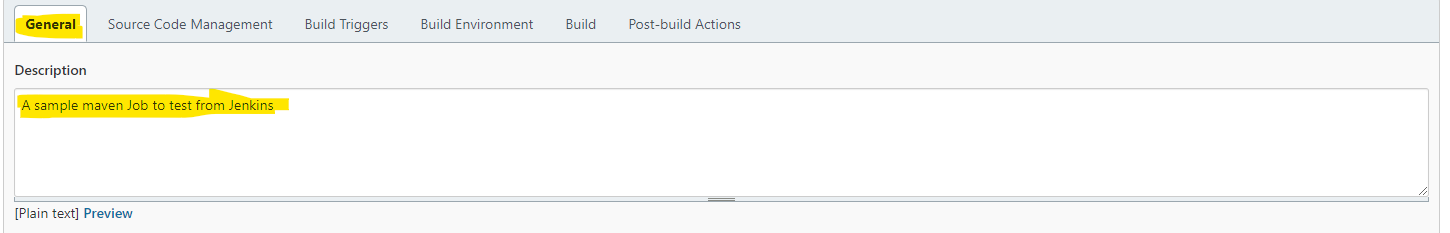 General Source Code Management Build Triggers Build Environment Build Post-build Actions
Description
A sample maven Job to test from Jenkins
[Plain text] Preview